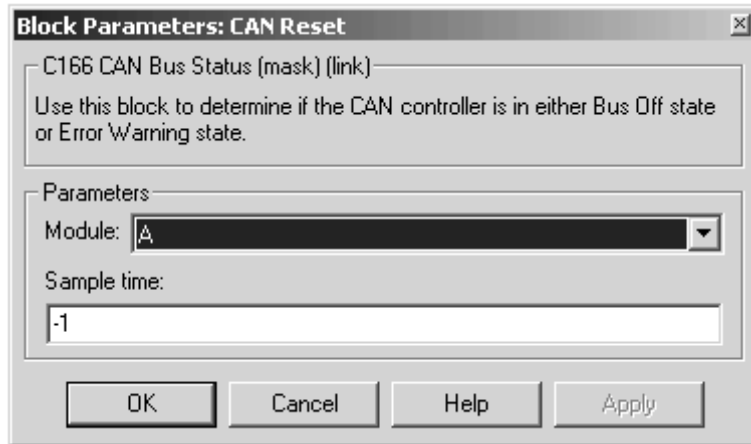 Block Parameters: CAN Reset
C166 CAN Bus Status (mask) (link)
Use this block to determine if the CAN controller is in either Bus Off state
or Error Warning state.
Parameters
Module: A
Sample time:
-1
OK Cancel Help Apply